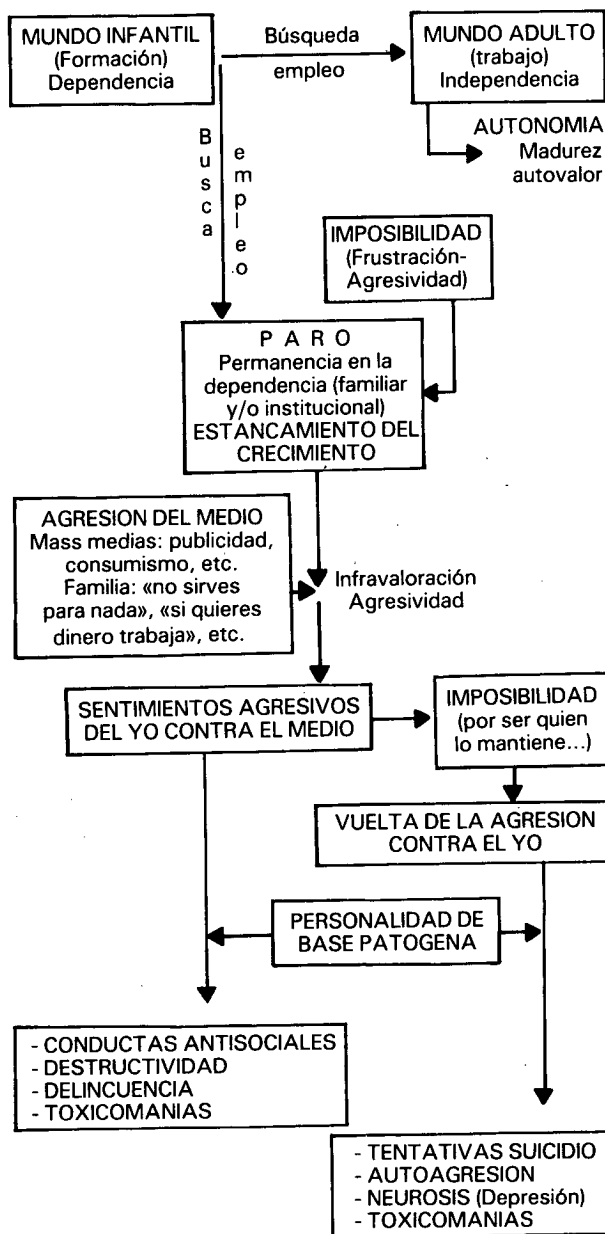 MUNDO INFANTIL
(Formación)
Dependencia
Búsqueda
empleo
MUNDO ADULTO
(trabajo)
Independencia
AUTONOMIA
Madurez
autovalor
Busca
empleo
IMPOSIBILIDAD
(Frustración-
Agresividad)
P A R O
Permanencia en la
dependencia (familiar
y/o institucional)
ESTANCAMIENTO DEL
CRECIMIENTO
AGRESION DEL MEDIO
Mass medias: publicidad,
consumismo, etc.
Familia: «no sirves
para nada», «si quieres
dinero trabaja», etc.
Infravaloración
Agresividad
SENTIMIENTOS AGRESIVOS
DEL YO CONTRA EL MEDIO
IMPOSIBILIDAD
(por ser quien
lo mantiene...)
VUELTA DE LA AGRESION
CONTRA EL YO
PERSONALIDAD DE
BASE PATOGENA
- CONDUCTAS ANTISOCIALES
- DESTRUCTIVIDAD
- DELINCUENCIA
- TOXICOMANIAS
- TENTATIVAS SUICIDIO
- AUTOAGRESION
- NEUROSIS (Depresión)
- TOXICOMANIAS